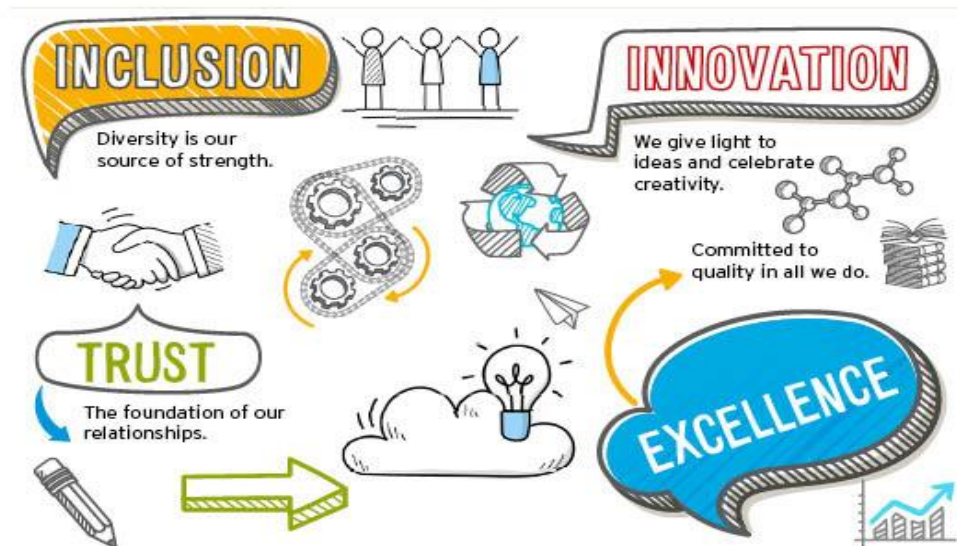 INCLUSION
Diversity is our
source of strength.
INNOVATION
We give light to
ideas and celebrate
creativity.
TRUST
The foundation of our
relationships.
Committed to
quality in all we do.
EXCELLENCE